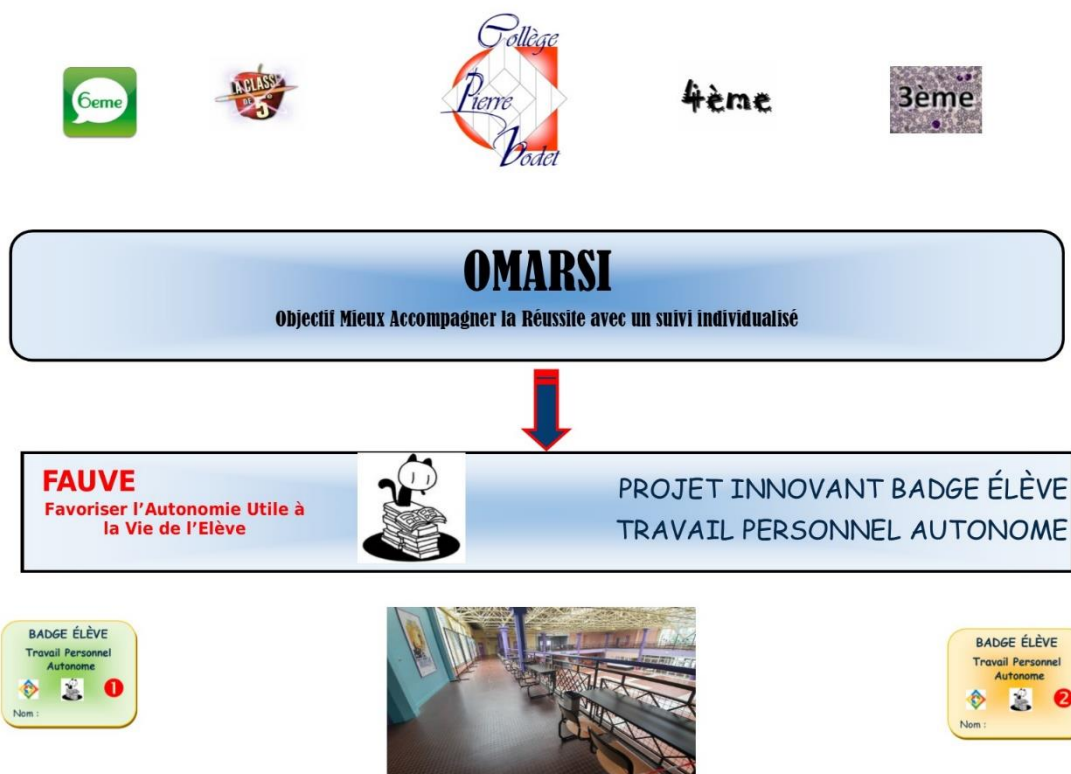 6eme
LA CLASSE
DE
5e
Collège
Pierre
Bodet
4ème
3ème
OMARSI
Objectif Mieux Accompagner la Réussite avec un suivi individualisé
FAUVE
Favoriser l’Autonomie Utile à
la Vie de l’Elève
PROJET INNOVANT BADGE ÉLÈVE
TRAVAIL PERSONNEL AUTONOME
BADGE ÉLÈVE
Travail Personnel
Autonome
1
Nom :
BADGE ÉLÈVE
Travail Personnel
Autonome
2
Nom :